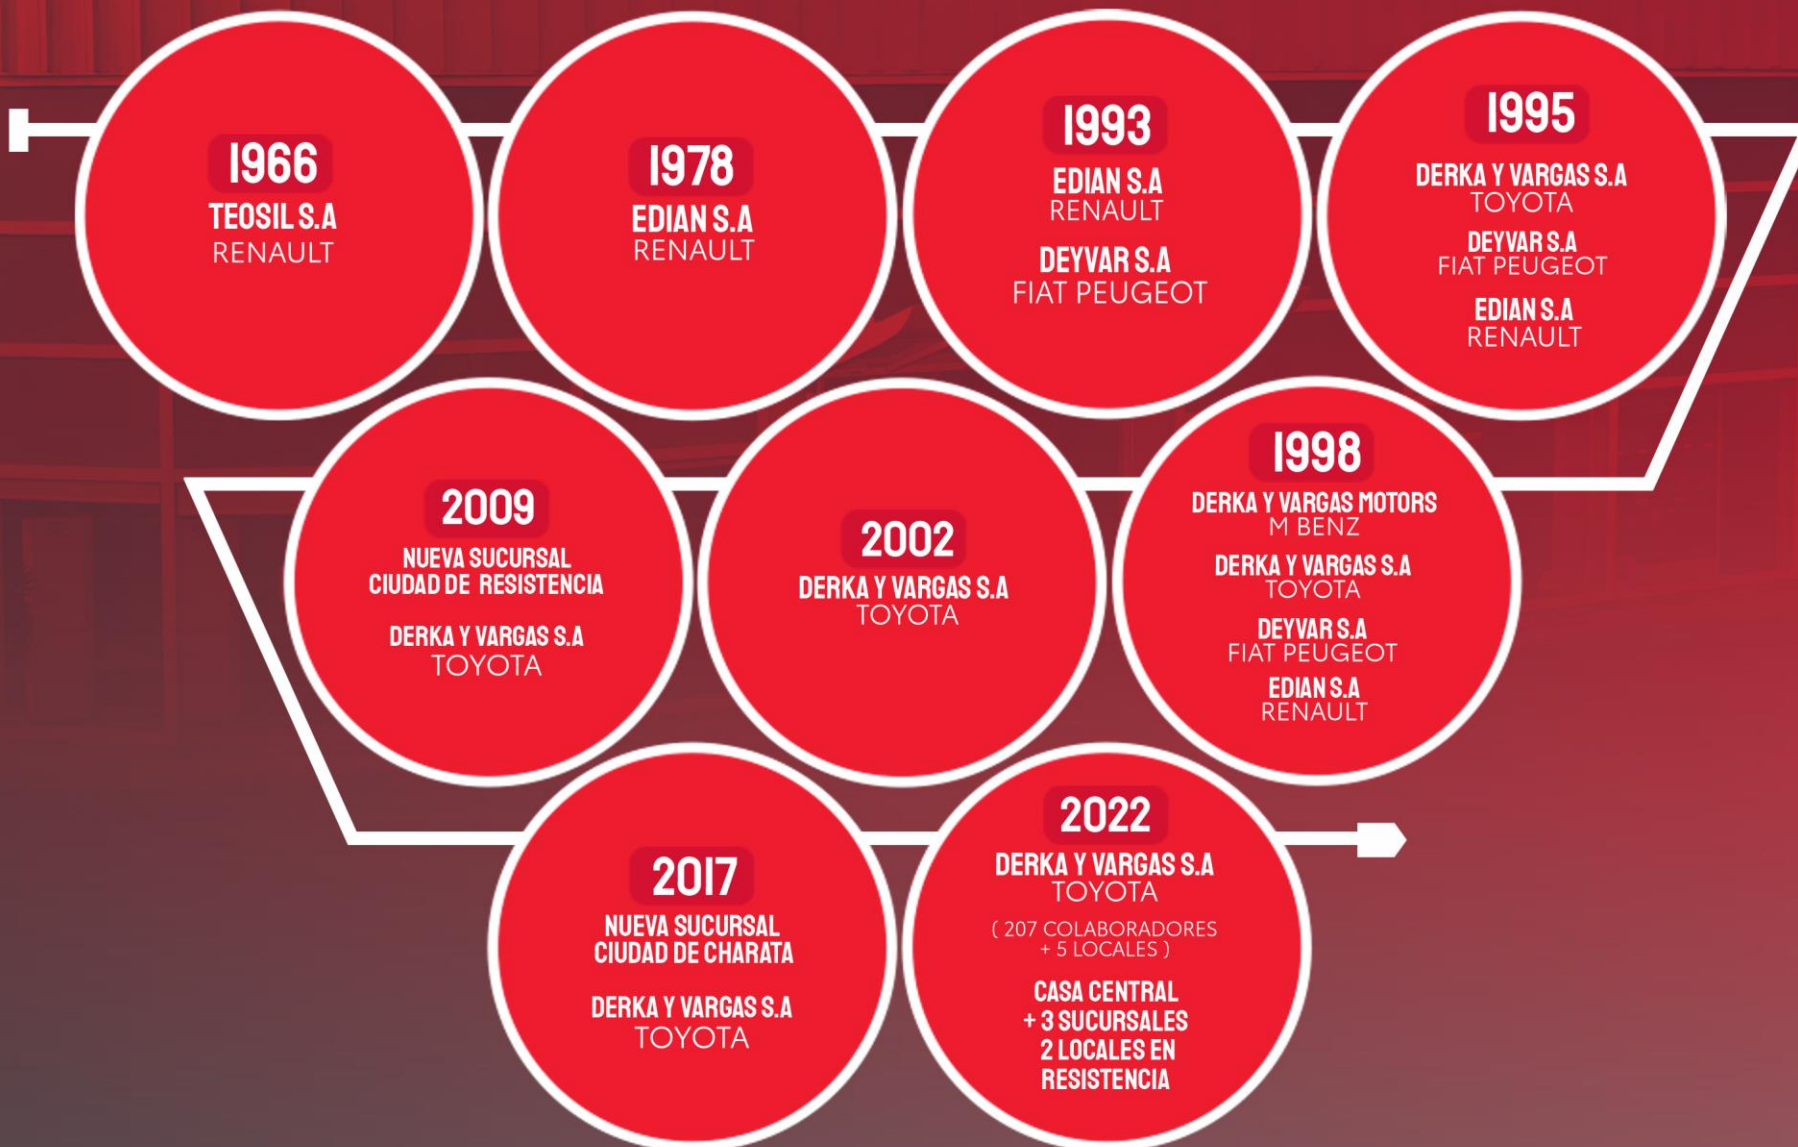 1966
TEOSIL S.A
RENAULT
1978
EDIAN S.A
RENAULT
1993
EDIAN S.A
RENAULT
DEYVAR S.A
FIAT PEUGEOT
1995
DERKA Y VARGAS S.A
TOYOTA
DEYVAR S.A
FIAT PEUGEOT
EDIAN S.A
RENAULT
1998
DERKA Y VARGAS MOTORS
M BENZ
DERKA Y VARGAS S.A
TOYOTA
DEYVAR S.A
FIAT PEUGEOT
EDIAN S.A
RENAULT
2002
DERKA Y VARGAS S.A
TOYOTA
2009
NUEVA SUCURSAL
CIUDAD DE RESISTENCIA
DERKA Y VARGAS S.A
TOYOTA
2017
NUEVA SUCURSAL
CIUDAD DE CHARATA
DERKA Y VARGAS S.A
TOYOTA
2022
DERKA Y VARGAS S.A
TOYOTA
( 207 COLABORADORES
+ 5 LOCALES )
CASA CENTRAL
+ 3 SUCURSALES
2 LOCALES EN
RESISTENCIA